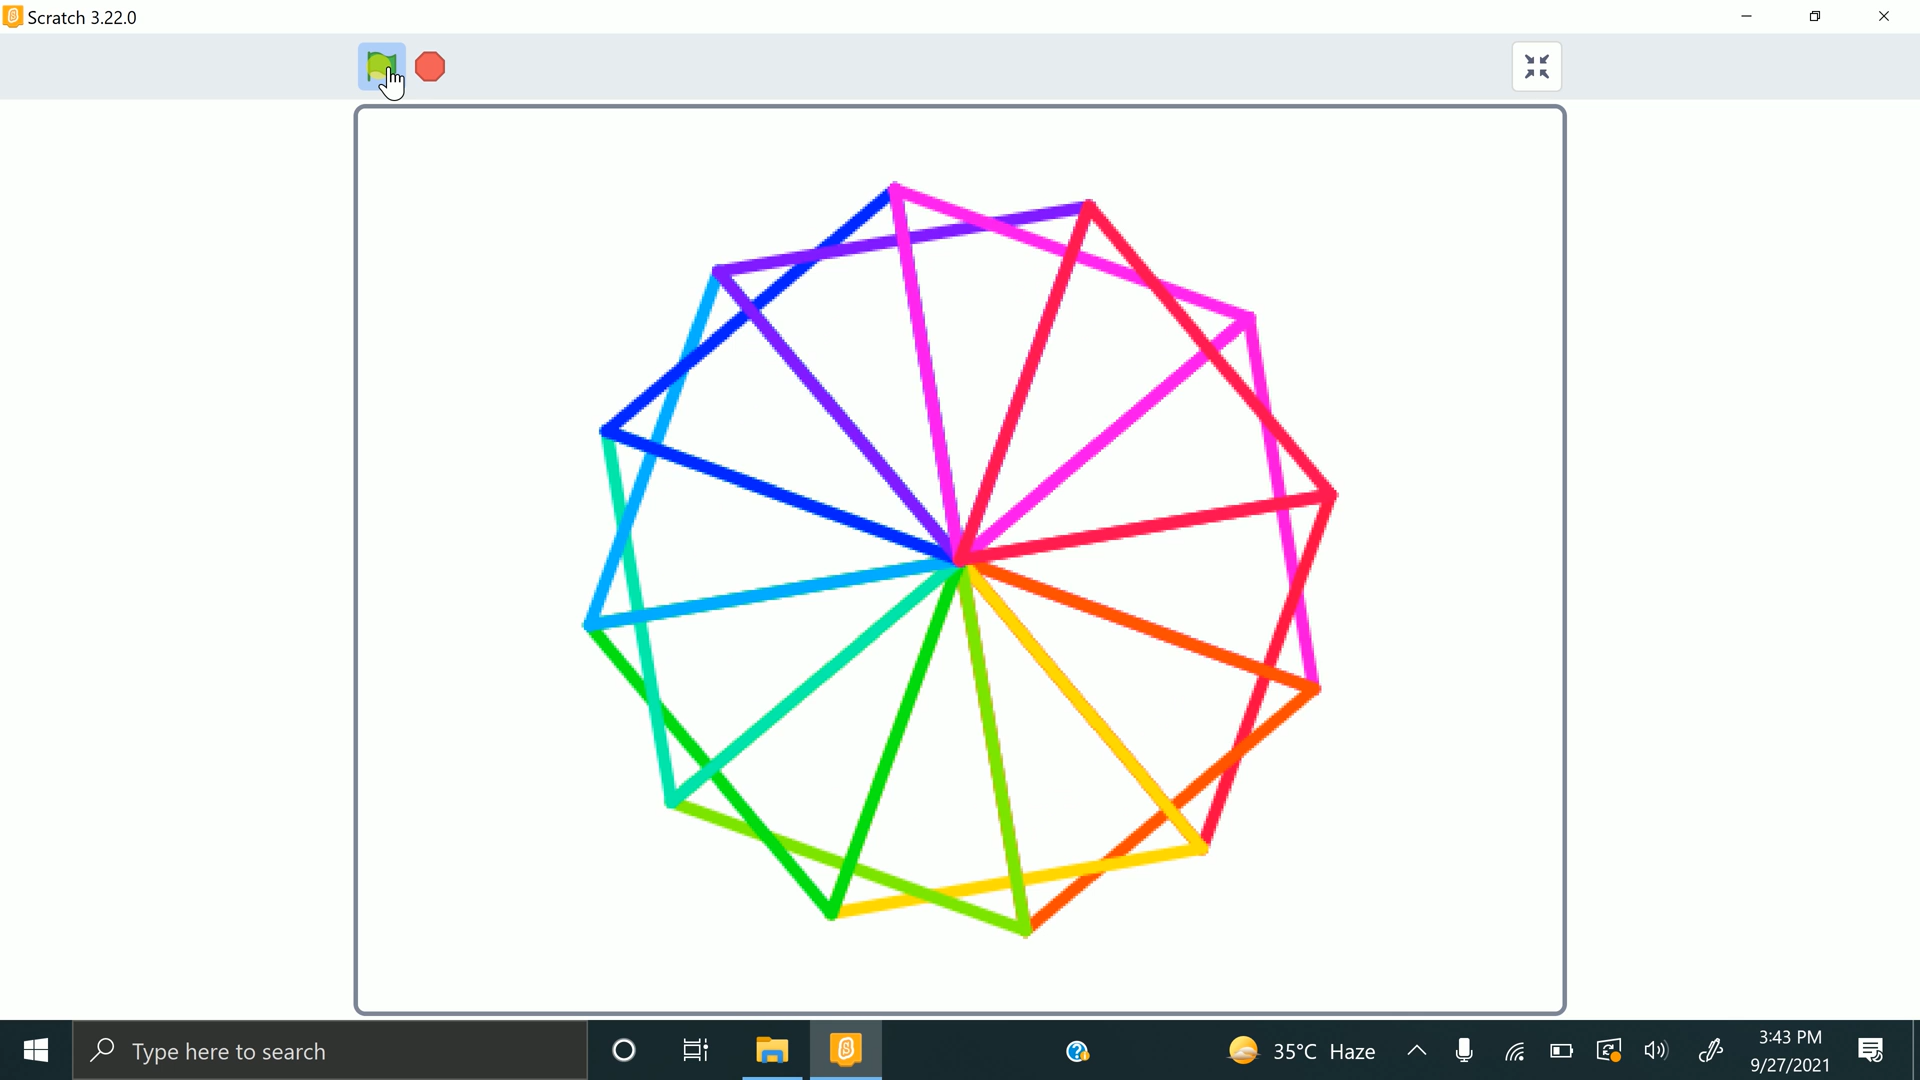 Scratch 3.22.0
Type here to search
35°C Haze
3:43 PM
9/27/2021